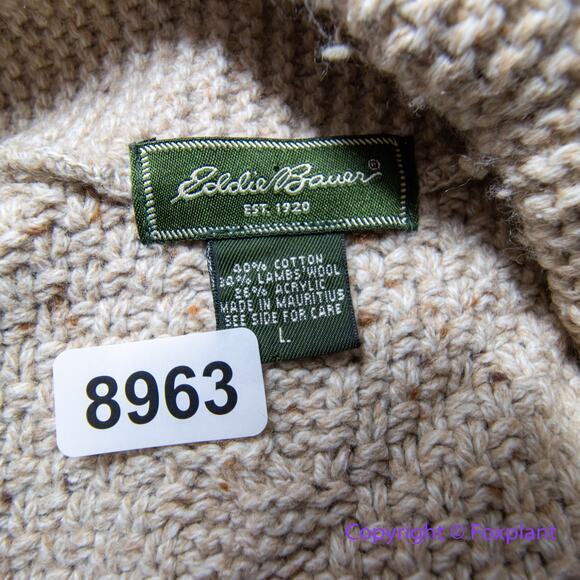 Eddie Bauer®
EST. 1920
40% COTTON
34% LAMBS WOOL
26% ACRYLIC
MADE IN MAURITIUS
SEE SIDE FOR CARE
L.
8963
Copyright © Foxplant